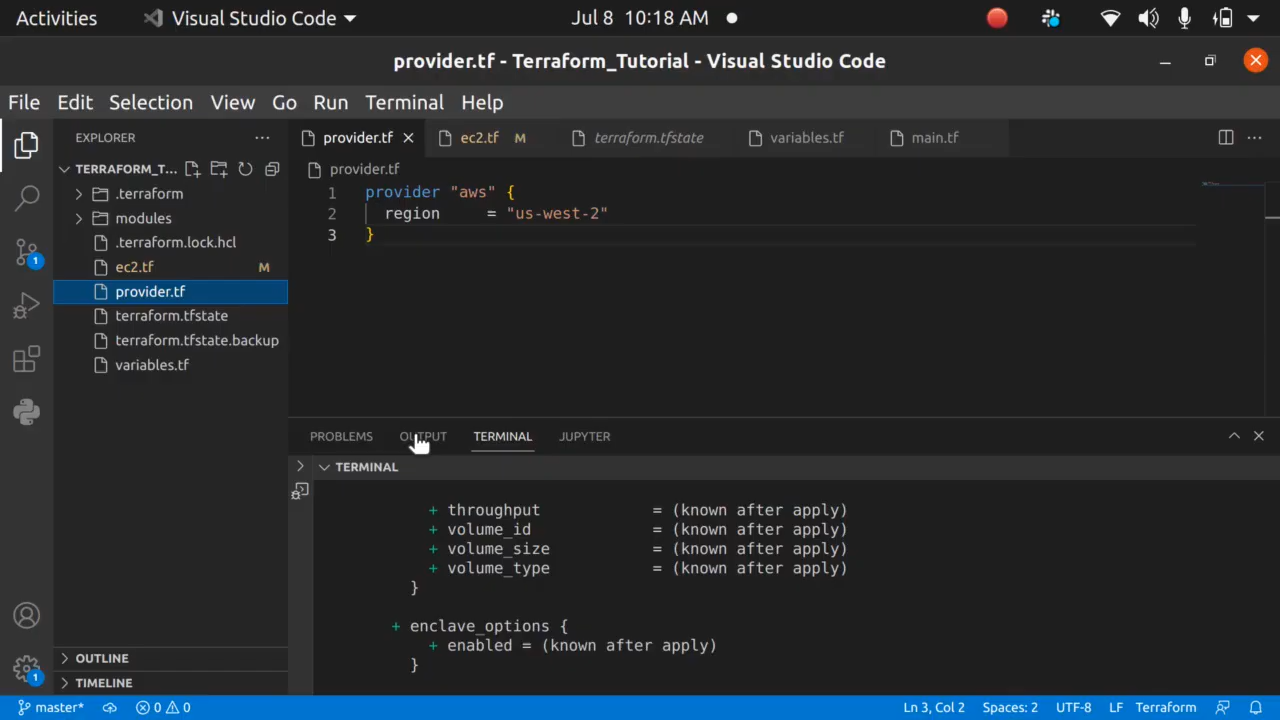 Activities
Visual Studio Code
Jul 8 10:18 AM
provider.tf - Terraform_Tutorial - Visual Studio Code
File Edit Selection View Go Run Terminal Help
EXPLORER
TERRAFORM_T...
.terraform
modules
.terraform.lock.hcl
ec2.tf M
provider.tf
terraform.tfstate
terraform.tfstate.backup
variables.tf
OUTLINE
TIMELINE
1
1
provider.tf
ec2.tf M
terraform.tfstate
variables.tf
main.tf
provider.tf
1 provider "aws" {
2 region = "us-west-2"
3 }
PROBLEMS OUTPUT TERMINAL JUPYTER
TERMINAL
+ throughput = (known after apply)
+ volume_id = (known after apply)
+ volume_size = (known after apply)
+ volume_type = (known after apply)
}
+ enclave_options {
+ enabled = (known after apply)
}
master* 0 0 Ln 3, Col 2 Spaces: 2 UTF-8 LF Terraform